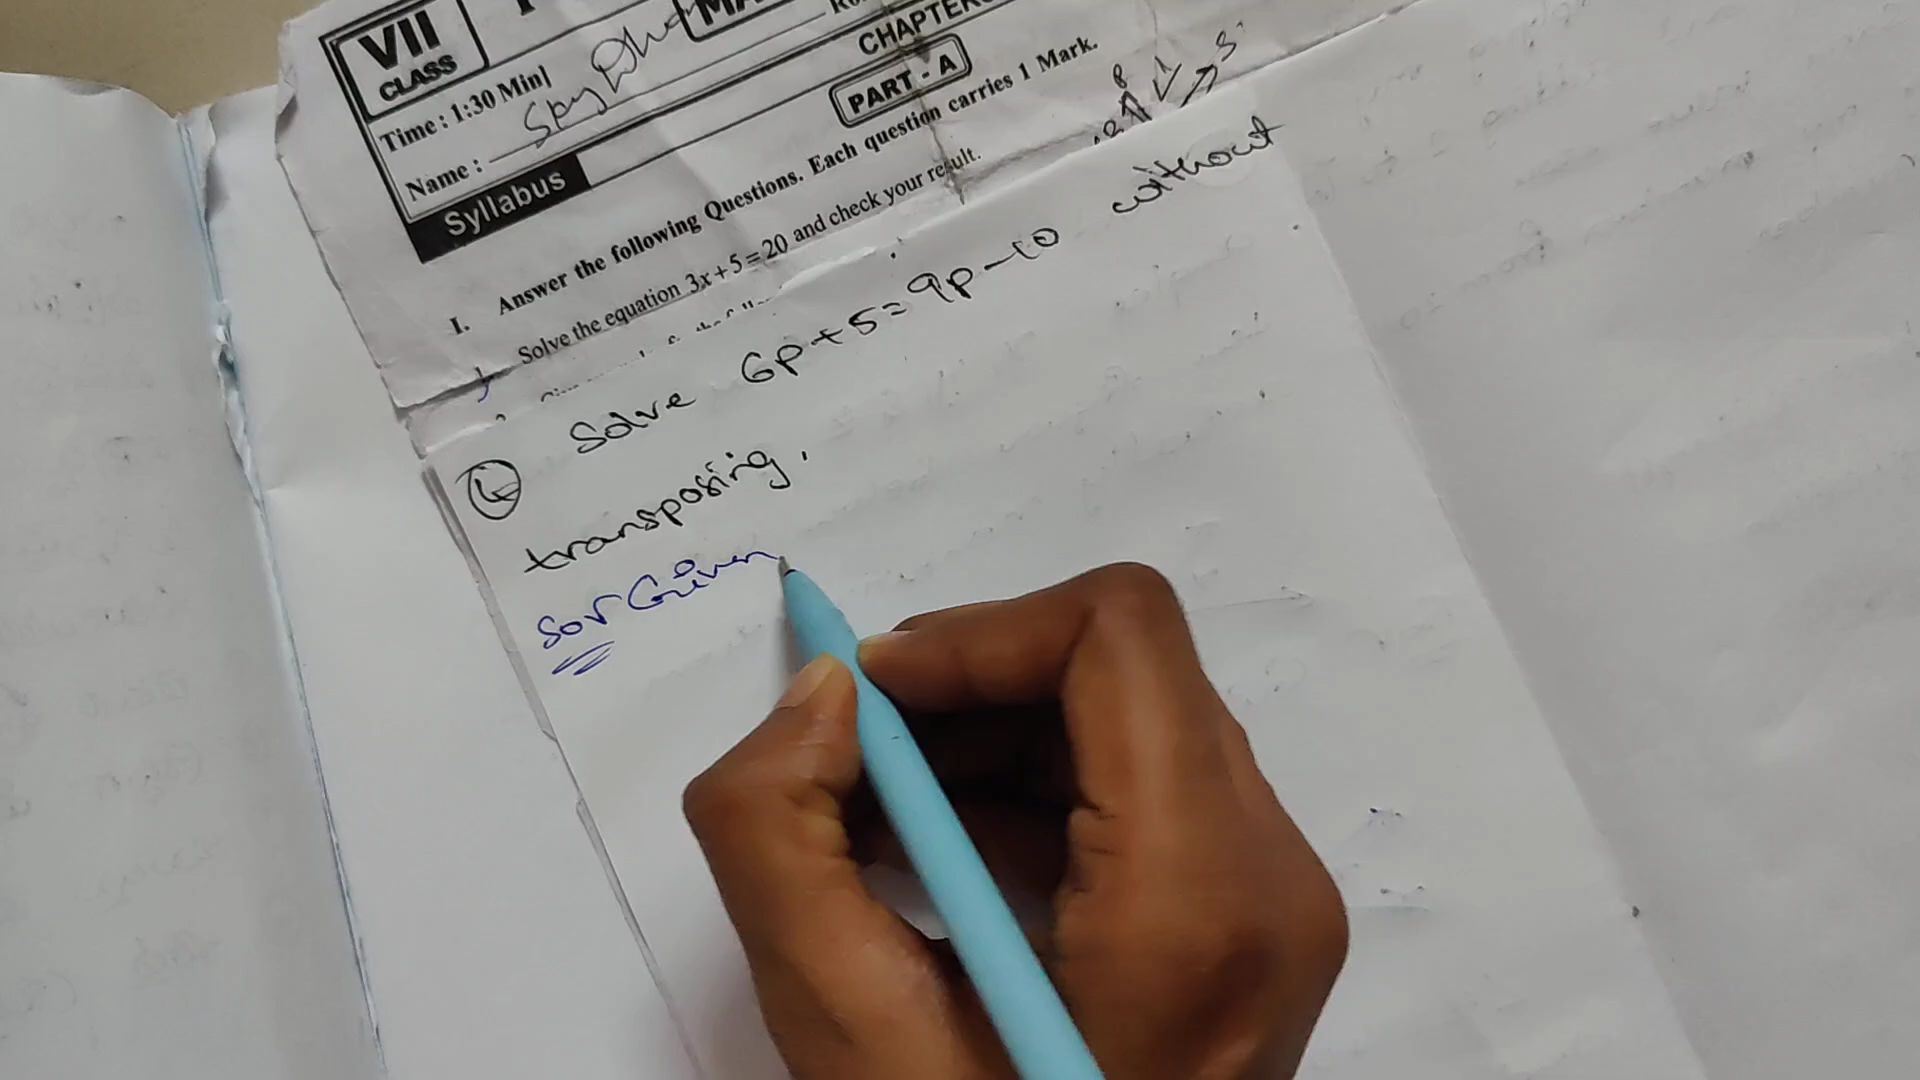 VII
CLASS
Time : 1:30 Min]
CHAPTER
Name :
PART - A
Syllabus
I. Answer the following Questions. Each question carries 1 Mark.
Solve the equation 3x+5=20 and check your result.
④ Solve 6p+5=9p-10 without
transposing.
Sol Given